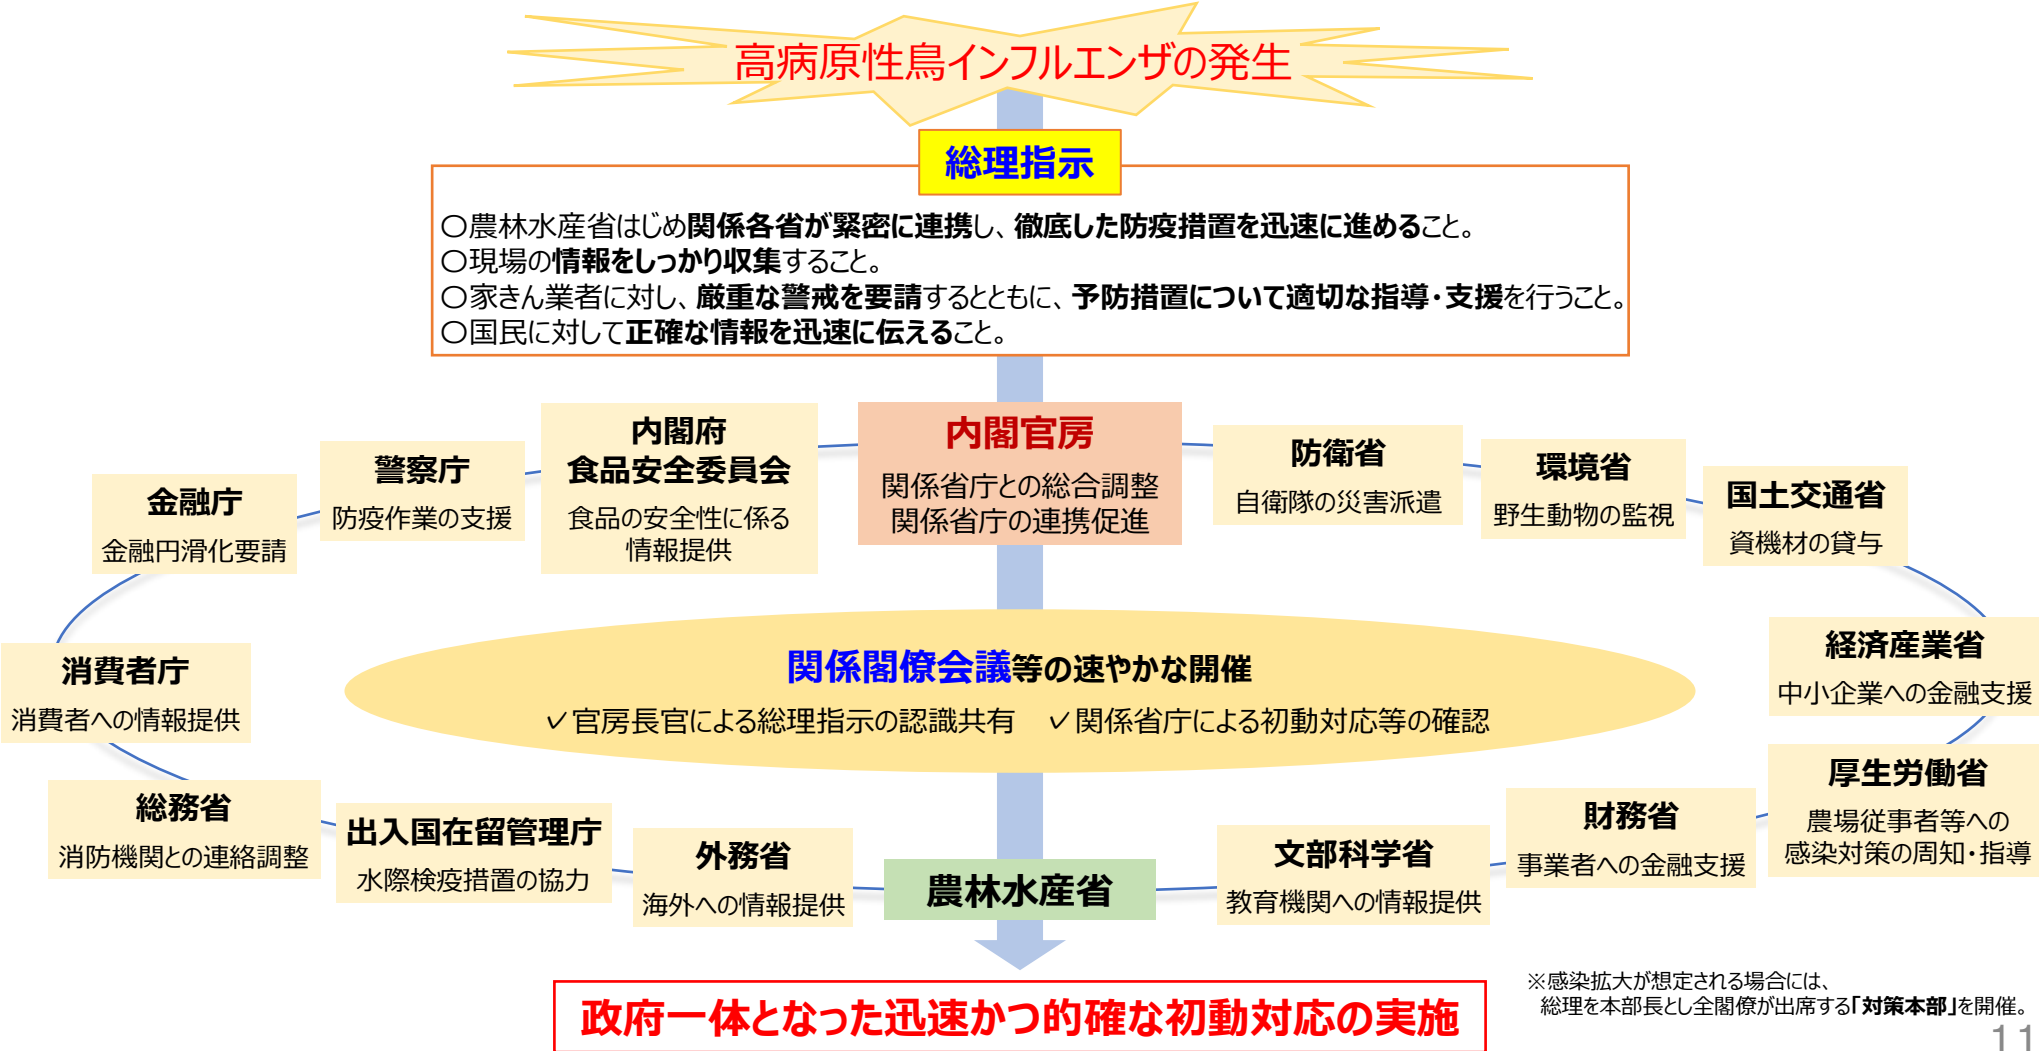 高病原性鳥インフルエンザの発生
総理指示
○農林水産省はじめ関係各省が緊密に連携し、徹底した防疫措置を迅速に進めること。
○現場の情報をしっかり収集すること。
○家きん業者に対し、厳重な警戒を要請するとともに、予防措置について適切な指導・支援を行うこと。
○国民に対して正確な情報を迅速に伝えること。
金融庁
金融円滑化要請
警察庁
防疫作業の支援
内閣府
食品安全委員会
食品の安全性に係る
情報提供
内閣官房
関係省庁との総合調整
関係省庁の連携促進
防衛省
自衛隊の災害派遣
環境省
野生動物の監視
国土交通省
資機材の貸与
消費者庁
消費者への情報提供
関係閣僚会議等の速やかな開催
✓官房長官による総理指示の認識共有　✓関係省庁による初動対応等の確認
経済産業省
中小企業への金融支援
総務省
消防機関との連絡調整
出入国在留管理庁
水際検疫措置の協力
外務省
海外への情報提供
農林水産省
文部科学省
教育機関への情報提供
財務省
事業者への金融支援
厚生労働省
農場従事者等への
感染対策の周知・指導
政府一体となった迅速かつ的確な初動対応の実施
※感染拡大が想定される場合には、
総理を本部長とし全閣僚が出席する「対策本部」を開催。
11